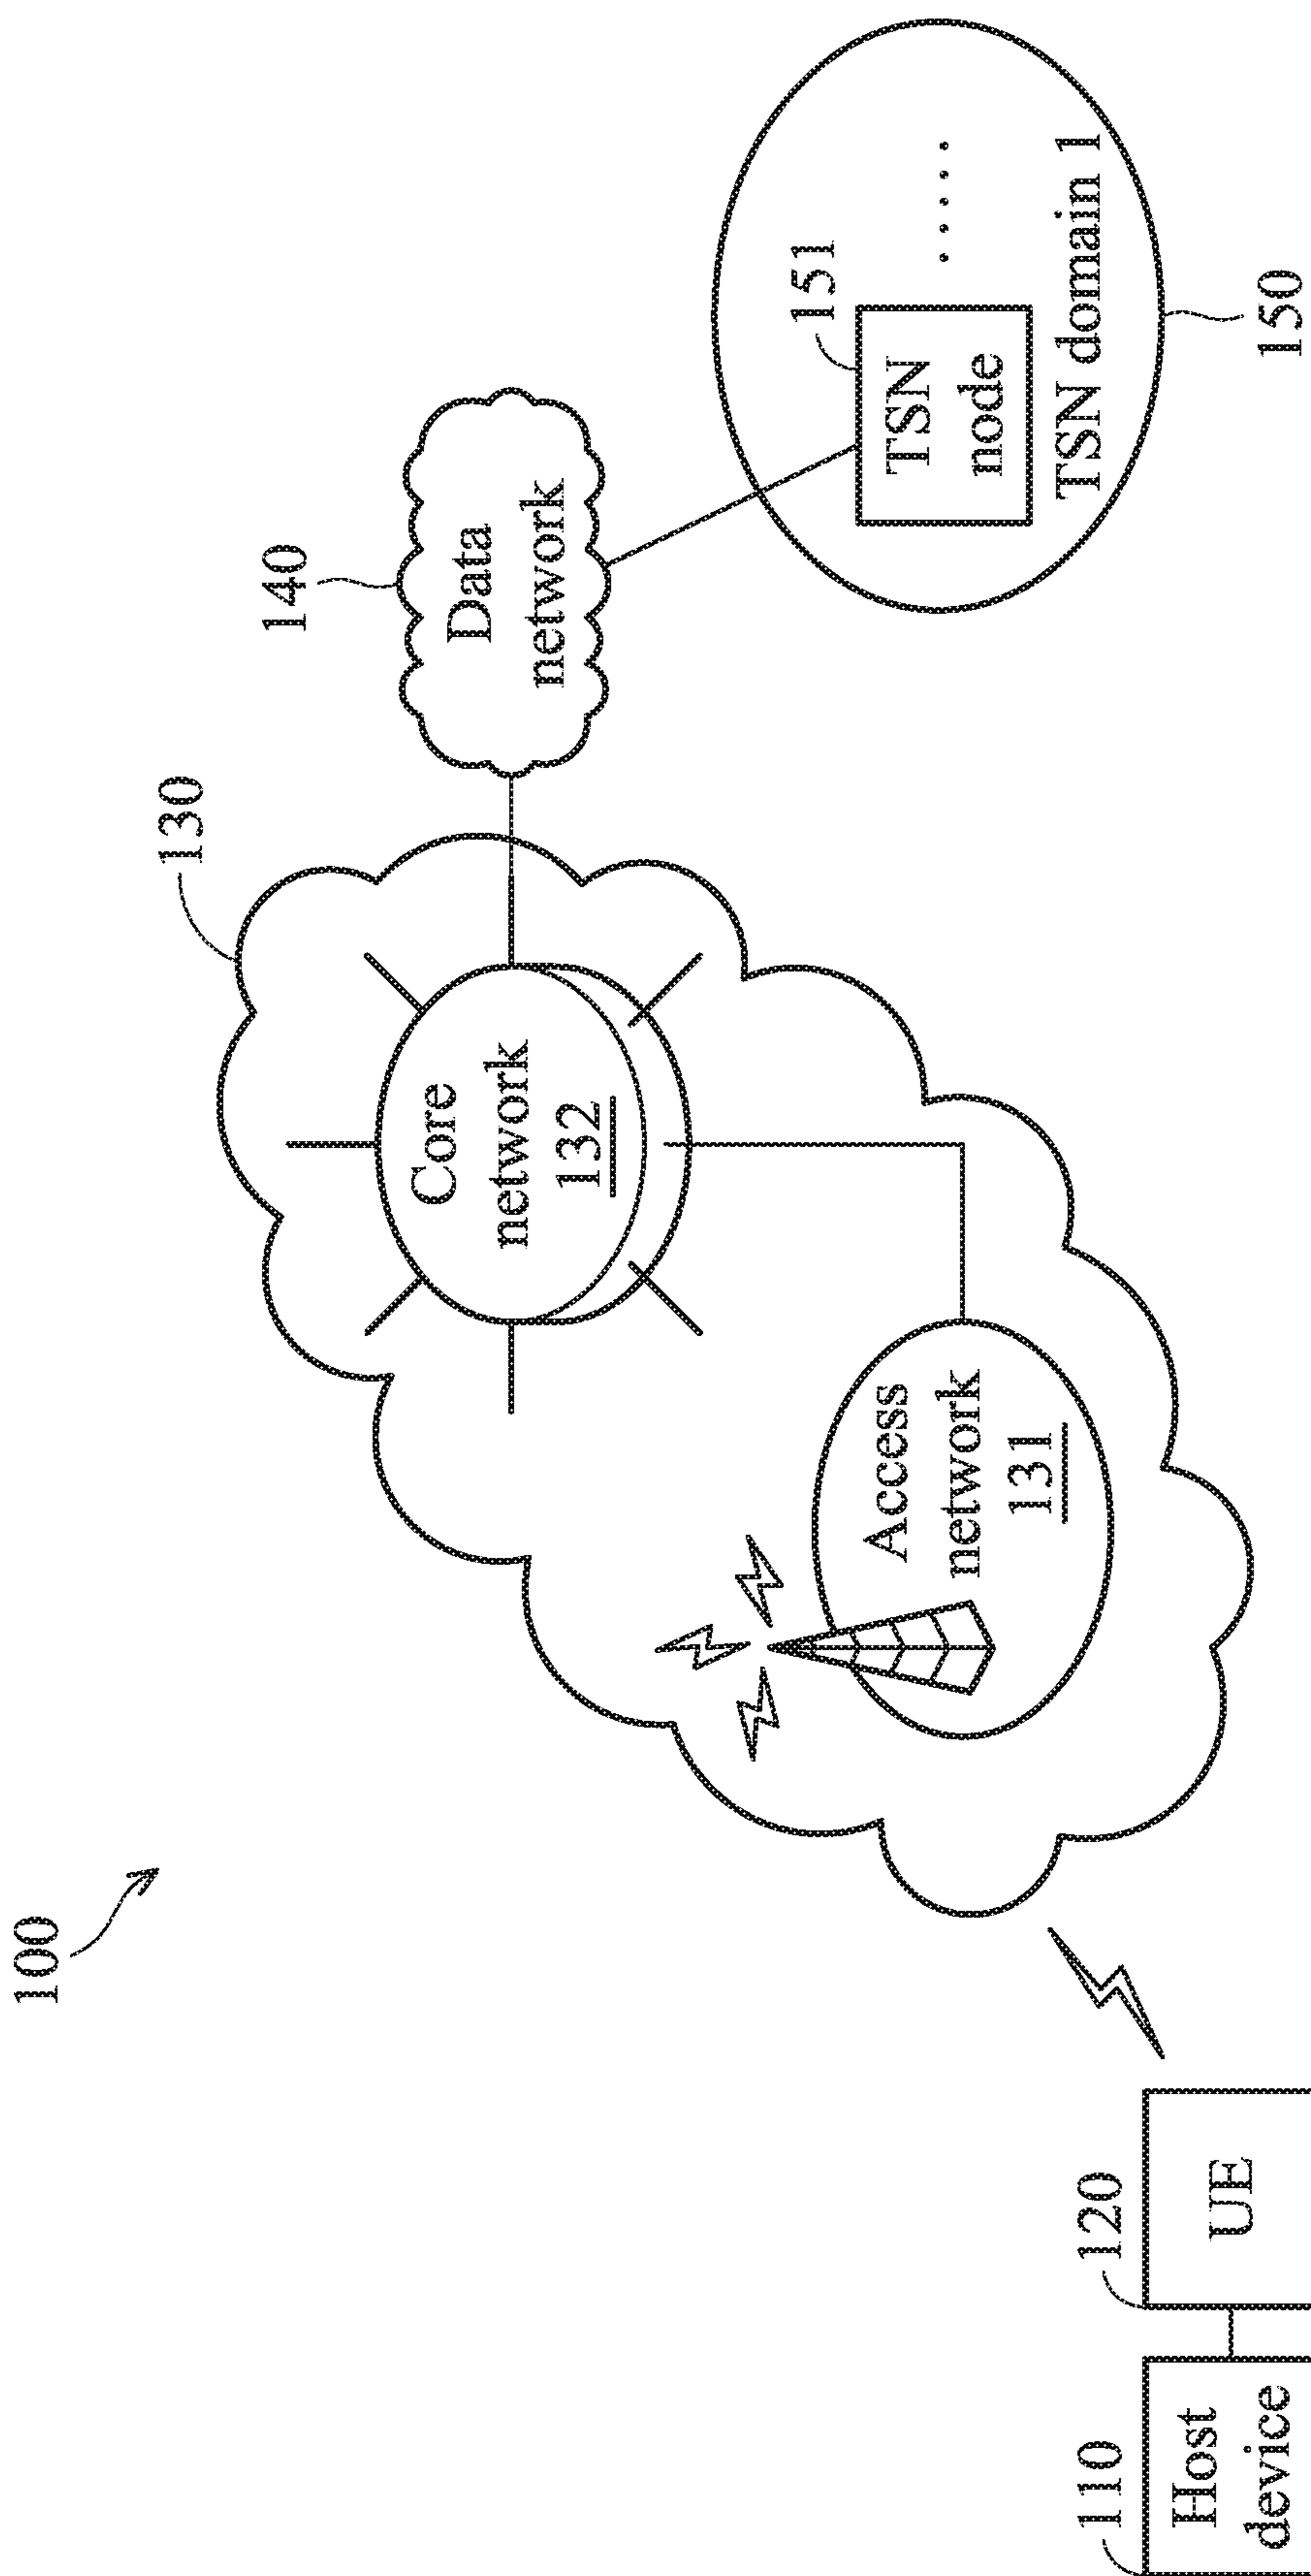 100
130
140
Data
network
Core
network
132
151
TSN
node
.....
TSN domain 1
150
Access
network
131
110
Host
device
120
UE